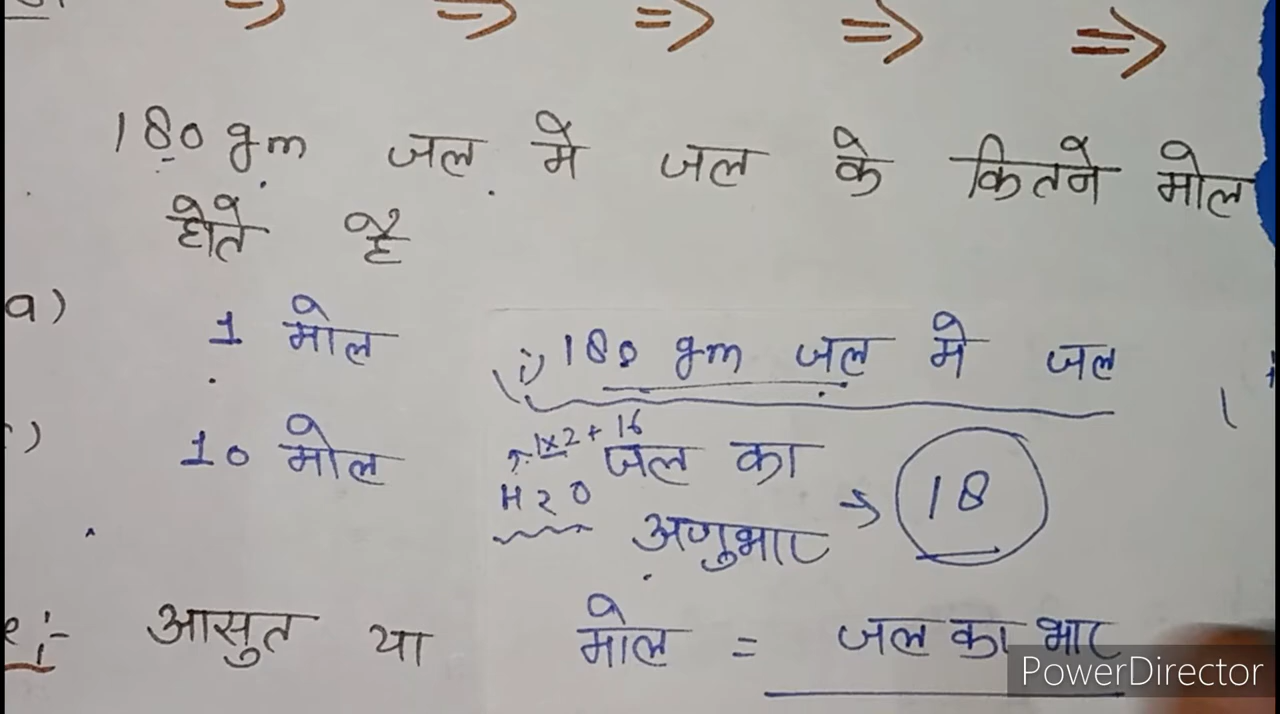 180 gm जल मे जल के कितने मोल
होते है
a) 1 मोल
i) 180 gm जल मे जल
) 10 मोल
1×2+16
H2O
जल का
अणुभार → 18
e:- आसुत या
मोल = जल का भार
PowerDirector